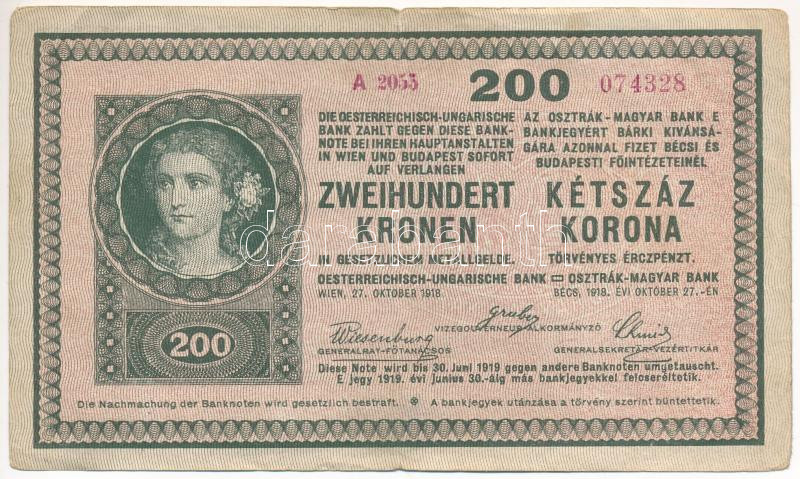 A 2055 200 074328
DIE OESTERREICHISCH-UNGARISCHE
BANK ZAHLT GEGEN DIESE BANK-
NOTE BEI IHREN HAUPTANSTALTEN
IN WIEN UND BUDAPEST SOFORT
AUF VERLANGEN
ZWEIHUNDERT
KRONEN
IN GESETZLICHEM METALLGELDE.
AZ OSZTRÁK-MAGYAR BANK E
BANKJEGYÉRT BÁRKI KIVÁNSÁ-
GÁRA AZONNAL FIZET BÉCSI ÉS
BUDAPESTI FŐINTÉZETEINÉL
KÉTSZÁZ
KORONA
TÖRVÉNYES ÉRCZPÉNZT.
darabanth
OESTERREICHISCH-UNGARISCHE BANK = OSZTRÁK-MAGYAR BANK
WIEN, 27. OKTOBER 1918 BÉCS, 1918. ÉVI OKTÓBER 27.-ÉN
Gruber
VIZEGOUVERNEUR ALKORMÁNYZÓ
Wiesenburg Schmid
GENERALRAT-FŐTANÁCSOS GENERALSEKRETÄR-VEZÉRTITKÁR
200
Diese Note wird bis 30. Juni 1919 gegen andere Banknoten umgetauscht.
E jegy 1919. évi junius 30.-áig más bankjegyekkel felcseréltetik.
Die Nachmachung der Banknoten wird gesetzlich bestraft. A bankjegyek utánzása a törvény szerint büntettetik.